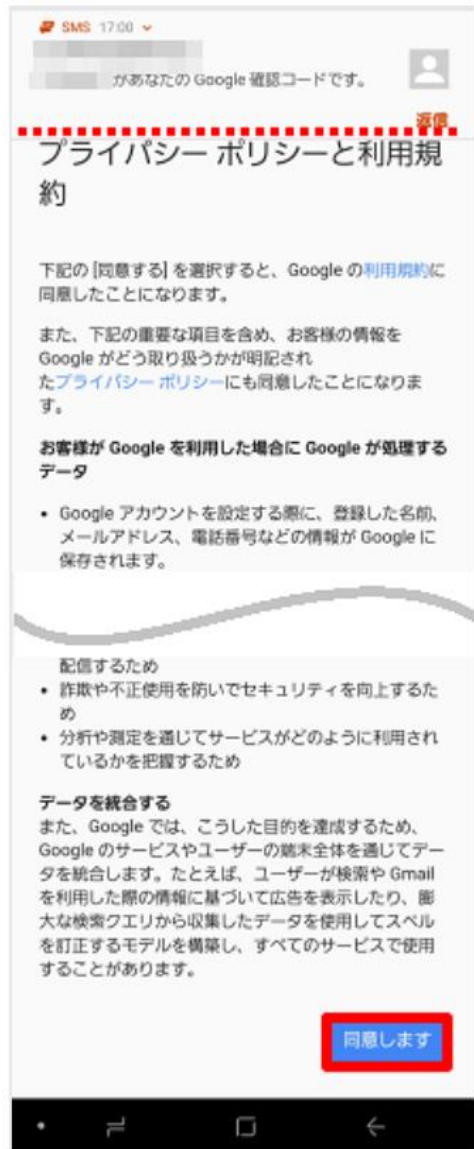 SMS 17:00
があなたの Google 確認コードです。
返信
プライバシー ポリシーと利用規
約
下記の [同意する] を選択すると、Google の利用規約に
同意したことになります。
また、下記の重要な項目を含め、お客様の情報を
Google がどう取り扱うかが明記され
たプライバシー ポリシーにも同意したことになりま
す。
お客様が Google を利用した場合に Google が処理する
データ
• Google アカウントを設定する際に、登録した名前、
メールアドレス、電話番号などの情報が Google に
保存されます。
配信するため
• 詐欺や不正使用を防いでセキュリティを向上するた
め
• 分析や測定を通じてサービスがどのように利用され
ているかを把握するため
データを統合する
また、Google では、こうした目的を達成するため、
Google のサービスやユーザーの端末全体を通じてデー
タを統合します。たとえば、ユーザーが検索や Gmail
を利用した際の情報に基づいて広告を表示したり、膨
大な検索クエリから収集したデータを使用してスペル
を訂正するモデルを構築し、すべてのサービスで使用
することがあります。
同意します